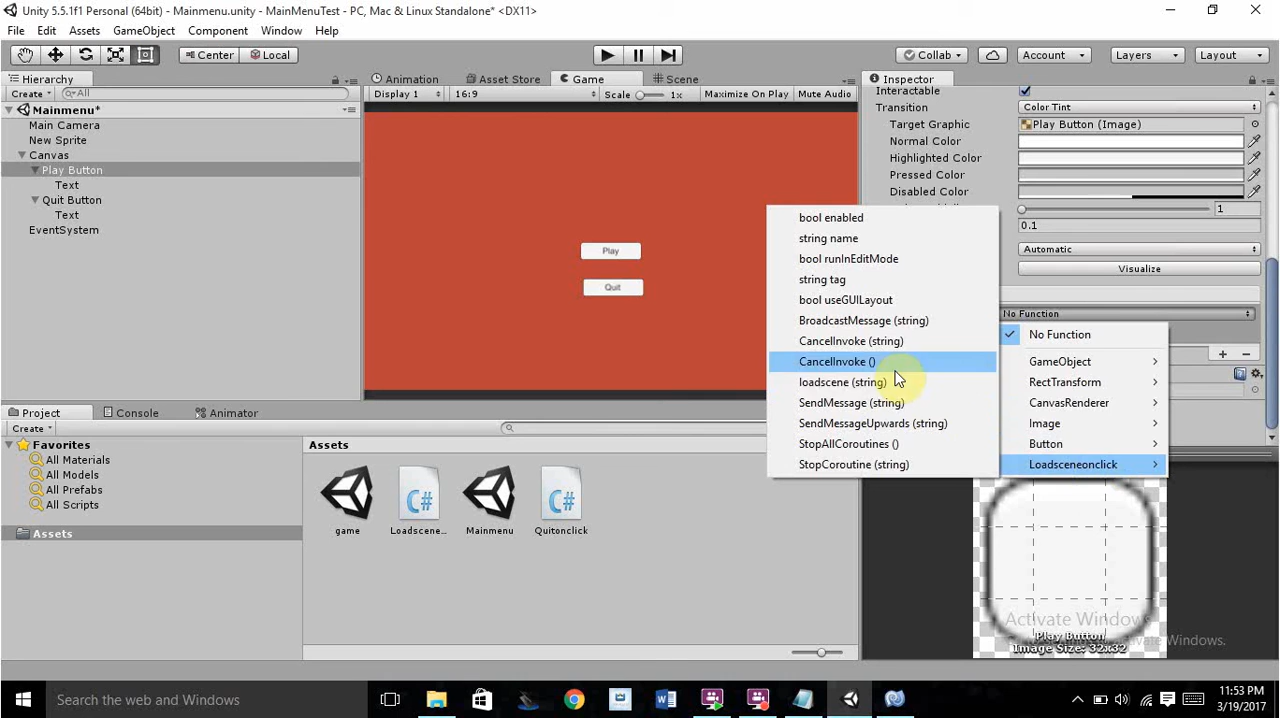 Unity 5.5.1f1 Personal (64bit) - Mainmenu.unity - MainMenuTest - PC, Mac & Linux Standalone* <DX11>
File Edit Assets GameObject Component Window Help
Center Local Collab Account Layers Layout
Hierarchy
Create All
Mainmenu*
Main Camera
New Sprite
Canvas
Play Button
Text
Quit Button
Text
EventSystem
Animation Asset Store Game Scene
Display 1 16:9 Scale 1x Maximize On Play Mute Audio
Play
Quit
Inspector
Interactable
Transition Color Tint
Target Graphic Play Button (Image)
Normal Color
Highlighted Color
Pressed Color
Disabled Color
1
0.1
Automatic
Visualize
No Function
bool enabled
string name
bool runInEditMode
string tag
bool useGUILayout
BroadcastMessage (string)
CancelInvoke (string)
CancelInvoke ()
loadscene (string)
SendMessage (string)
SendMessageUpwards (string)
StopAllCoroutines ()
StopCoroutine (string)
No Function
GameObject
RectTransform
CanvasRenderer
Image
Button
Loadsceneonclick
Project Console Animator
Create
Favorites
All Materials
All Models
All Prefabs
All Scripts
Assets
Assets
game Loadscene... Mainmenu Quitonclick
Activate Windows
Play Button
Image Size: 32x32
Search the web and Windows
11:53 PM
3/19/2017